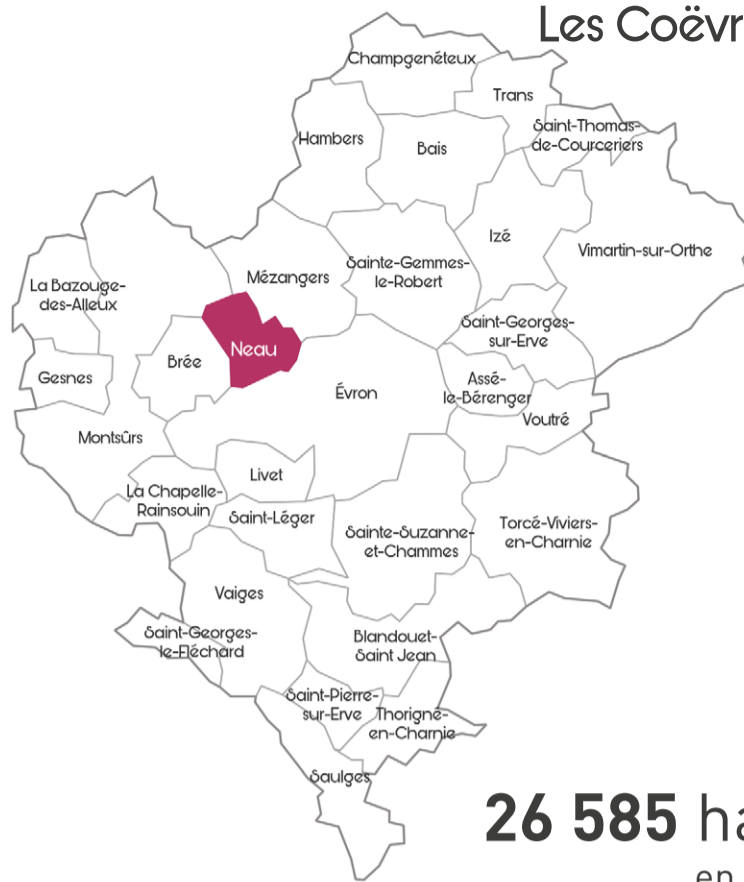 Les Coëvr
Champgenéteux
Trans
Saint-Thomas-
de-Courceriers
Hambers
Bais
Izé
Vimartin-sur-Orthe
Sainte-Gemmes-
le-Robert
Mézangers
La Bazouge-
des-Alleux
Saint-Georges-
sur-Erve
Neau
Brée
Gesnes
Assé-
le-Bérenger
Évron
Voutré
Montsûrs
Livet
La Chapelle-
Rainsouin
Saint-Léger
Sainte-Suzanne-
et-Chammes
Torcé-Viviers-
en-Charnie
Vaiges
Saint-Georges-
le-Fléchard
Blandouet-
Saint Jean
Saint-Pierre-
sur-Erve
Thorigné-
en-Charnie
Saulges
26 585 ha
en